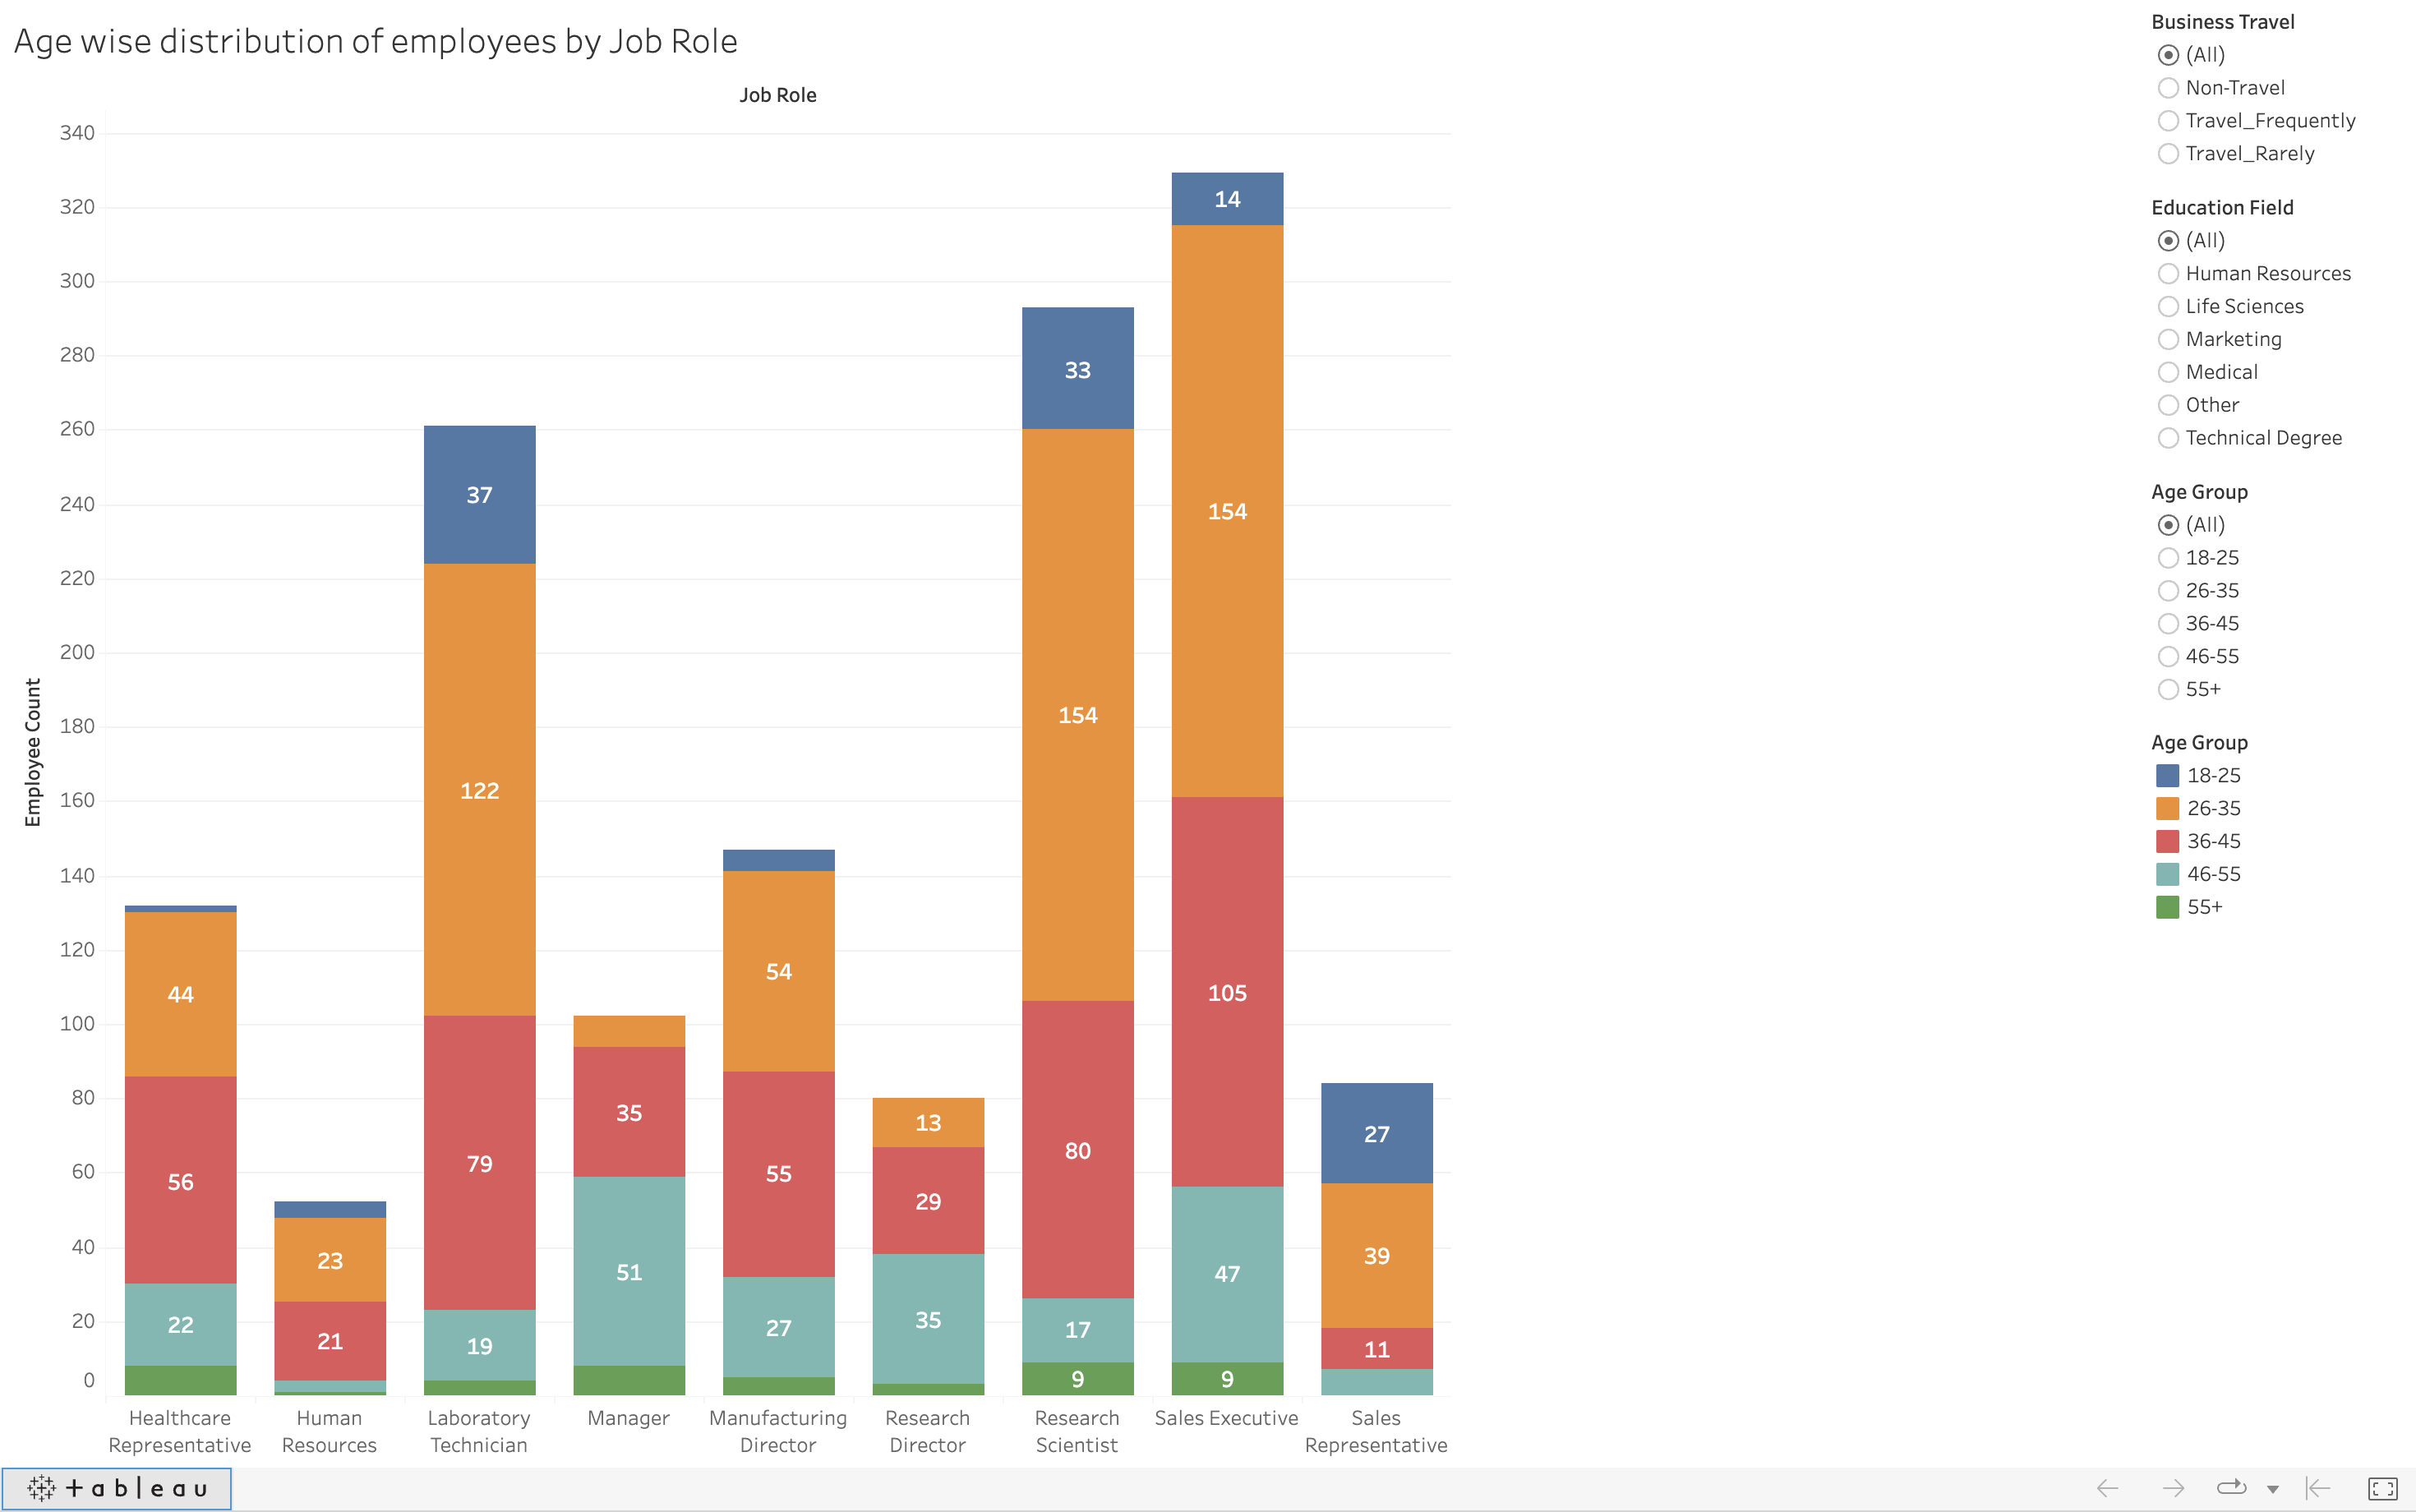 Age wise distribution of employees by Job Role
Job Role
Employee Count
340
320
300
280
260
240
220
200
180
160
140
120
100
80
60
40
20
0
44
56
22
23
21
37
122
79
19
35
51
54
55
27
13
29
35
33
154
80
17
9
14
154
105
47
9
27
39
11
Healthcare
Representative
Human
Resources
Laboratory
Technician
Manager
Manufacturing
Director
Research
Director
Research
Scientist
Sales Executive
Sales
Representative
Business Travel
(All)
Non-Travel
Travel_Frequently
Travel_Rarely
Education Field
(All)
Human Resources
Life Sciences
Marketing
Medical
Other
Technical Degree
Age Group
(All)
18-25
26-35
36-45
46-55
55+
Age Group
18-25
26-35
36-45
46-55
55+
+ableau